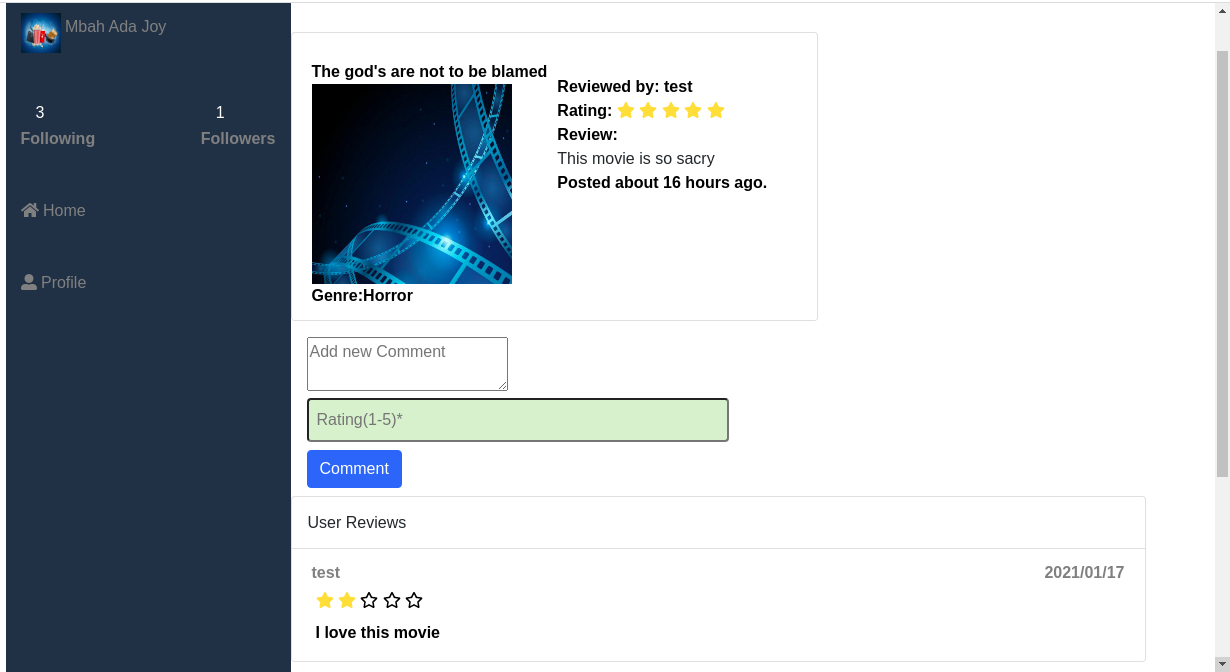 Mbah Ada Joy
3
1
Following
Followers
Home
Profile
The god's are not to be blamed
Genre:Horror
Reviewed by: test
Rating:
Review:
This movie is so sacry
Posted about 16 hours ago.
Add new Comment
Rating(1-5)*
Comment
User Reviews
test
2021/01/17
I love this movie